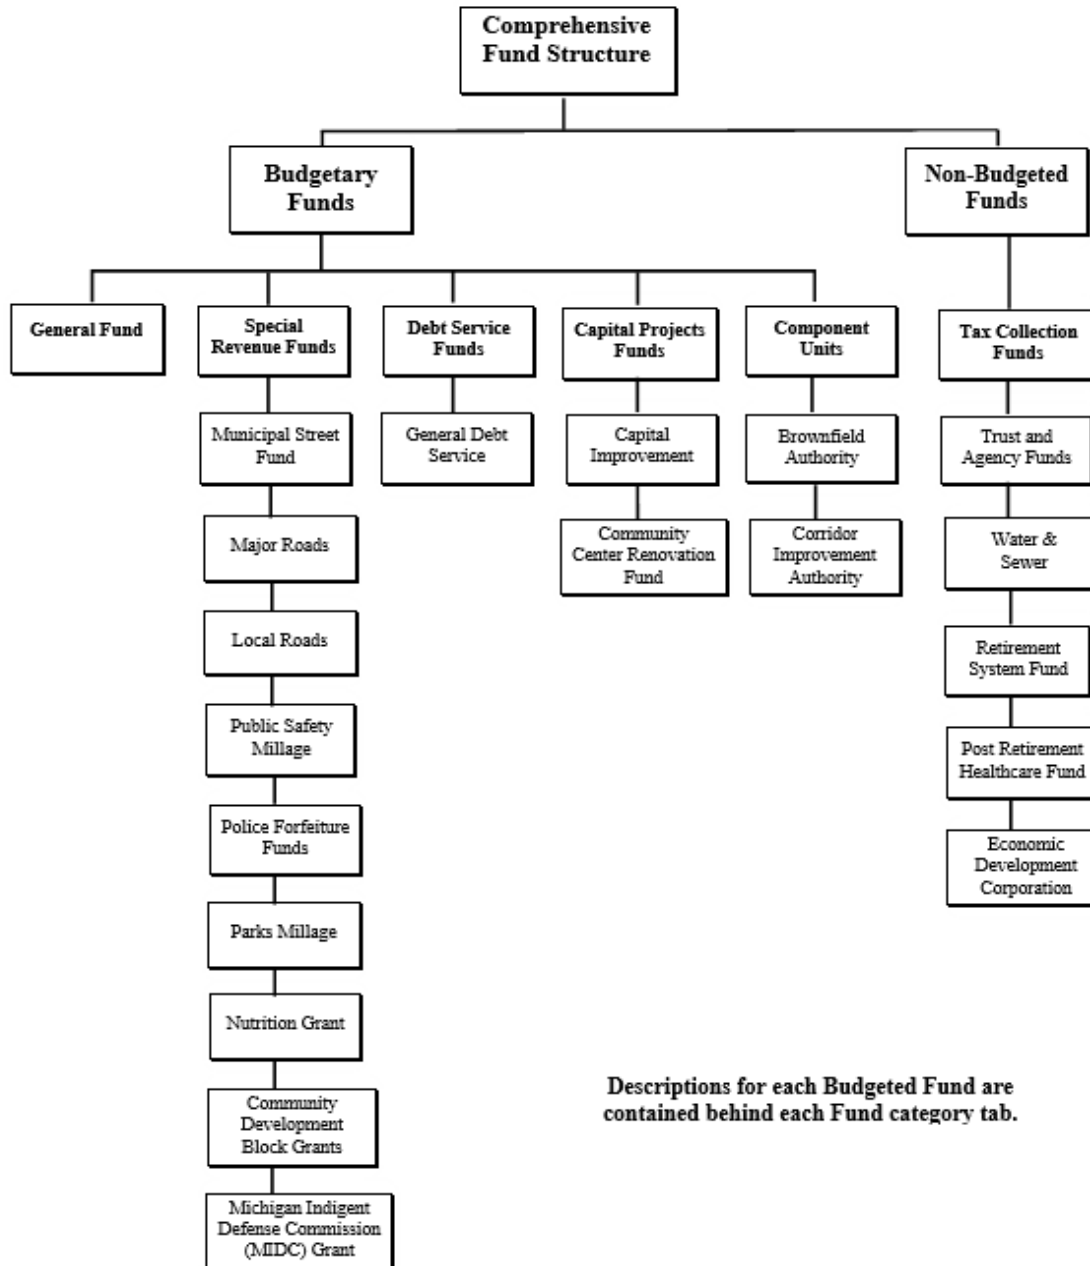 Comprehensive
Fund Structure
Budgetary
Funds
Non-Budgeted
Funds
General Fund
Special
Revenue Funds
Debt Service
Funds
Capital Projects
Funds
Component
Units
Tax Collection
Funds
Municipal Street
Fund
General Debt
Service
Capital
Improvement
Brownfield
Authority
Trust and
Agency Funds
Major Roads
Community
Center Renovation
Fund
Corridor
Improvement
Authority
Water &
Sewer
Local Roads
Retirement
System Fund
Public Safety
Millage
Post Retirement
Healthcare Fund
Police Forfeiture
Funds
Economic
Development
Corporation
Parks Millage
Nutrition Grant
Community
Development
Block Grants
Michigan Indigent
Defense Commission
(MIDC) Grant
Descriptions for each Budgeted Fund are
contained behind each Fund category tab.